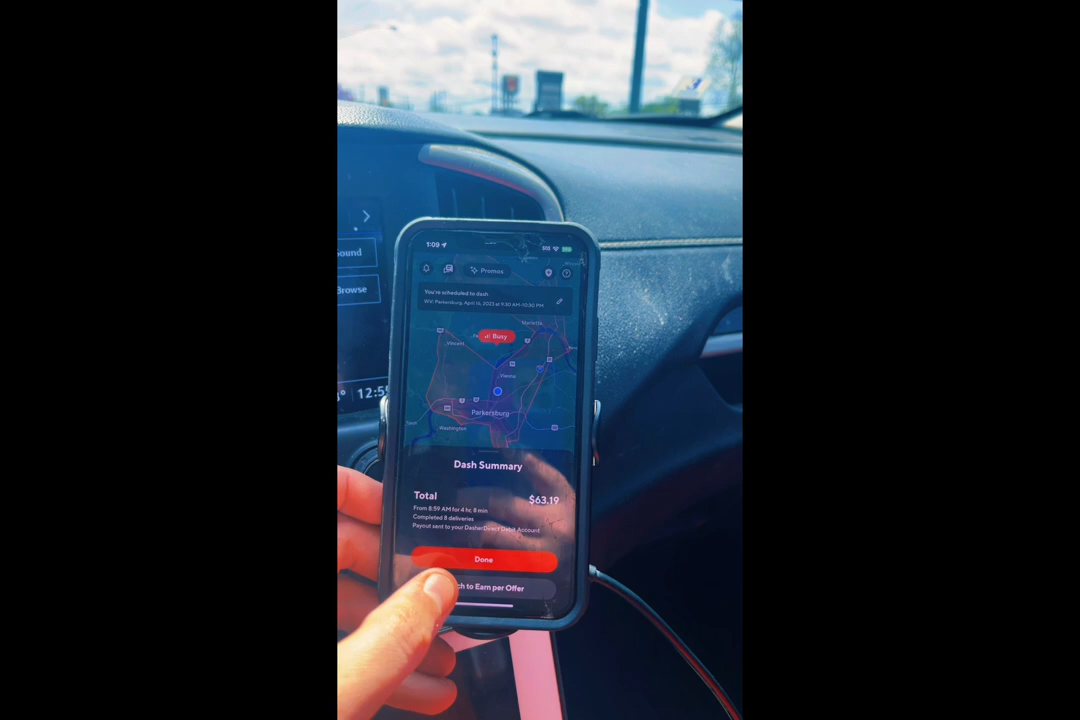 Sound
Browse
12:5
1:09
SOS
Promos
You're scheduled to dash
WV: Parkersburg, April 16, 2023 at 9:30 AM-10:30 PM
Marietta
Busy
Vincent
Vienna
Parkersburg
Washington
Dash Summary
Total
$63.19
From 8:59 AM for 4 hr, 8 min
Completed 8 deliveries
Payout sent to your DasherDirect Debit Account
Done
ch to Earn per Offer